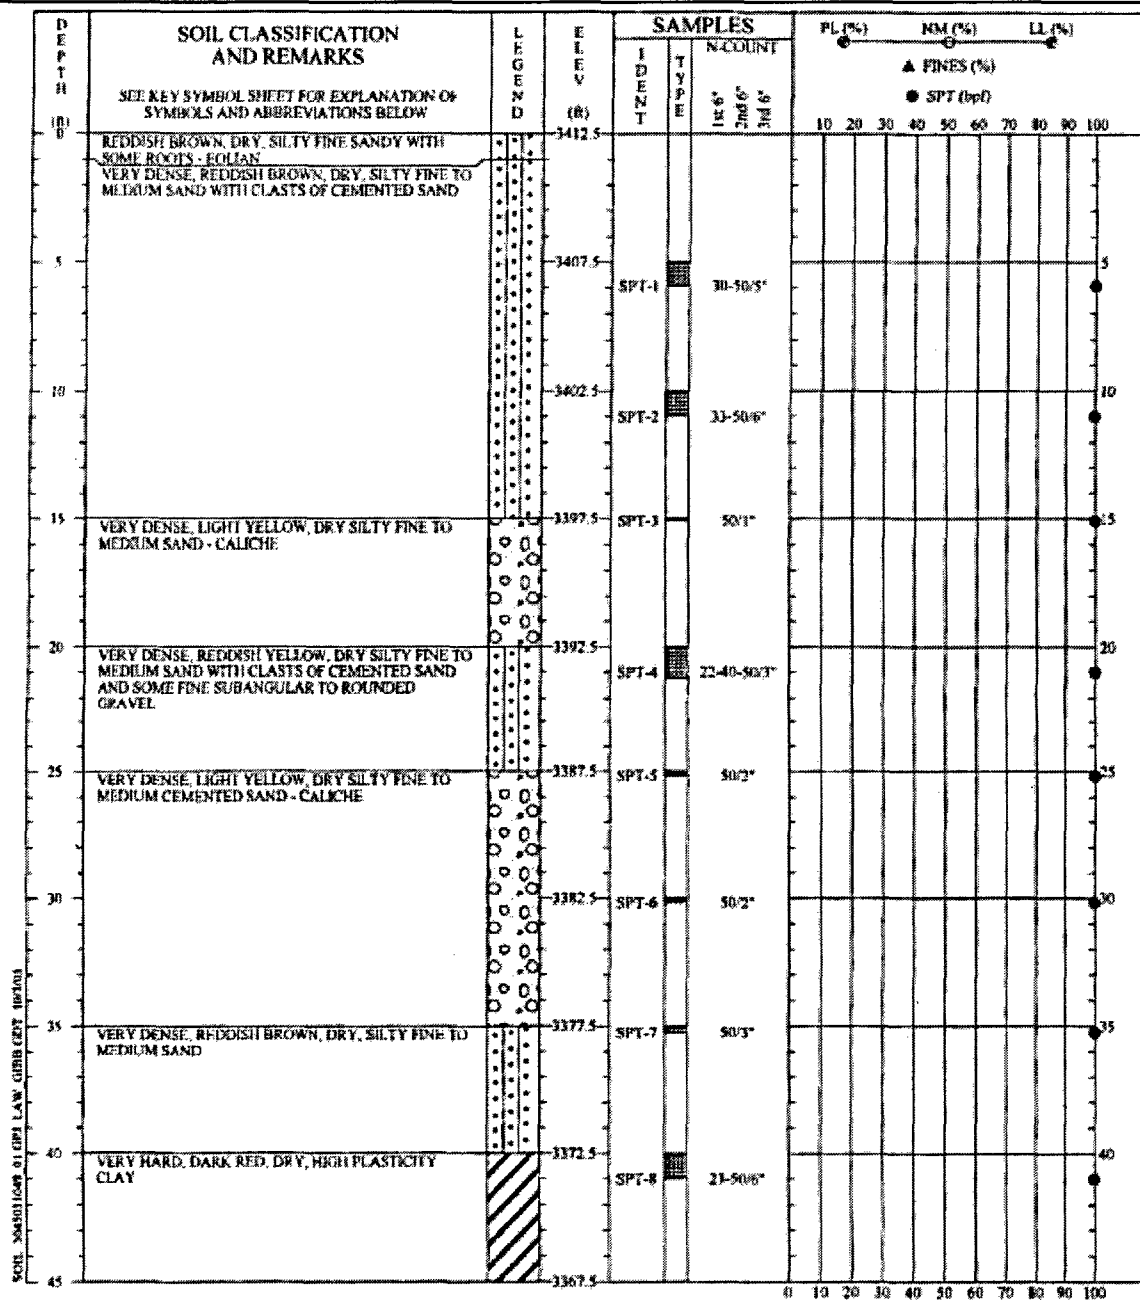 DEPTH
(ft)
SOIL CLASSIFICATION
AND REMARKS
SEE KEY SYMBOL SHEET FOR EXPLANATION OF
SYMBOLS AND ABBREVIATIONS BELOW
LEGEND
ELEV
(ft)
SAMPLES
IDENT
TYPE
N-COUNT
1st 6"
2nd 6"
3rd 6"
PL (%) NM (%) LL (%)
▲ FINES (%)
● SPT (bpf)
10 20 30 40 50 60 70 80 90 100
0 3412.5
REDDISH BROWN, DRY, SILTY FINE SANDY WITH
SOME ROOTS - EOLIAN
VERY DENSE, REDDISH BROWN, DRY, SILTY FINE TO
MEDIUM SAND WITH CLASTS OF CEMENTED SAND
5 3407.5 5
SPT-1 30-50/5"
10 3402.5 10
SPT-2 33-50/6"
15 3397.5 SPT-3 50/1" 15
VERY DENSE, LIGHT YELLOW, DRY SILTY FINE TO
MEDIUM SAND - CALICHE
20 3392.5 20
VERY DENSE, REDDISH YELLOW, DRY SILTY FINE TO
MEDIUM SAND WITH CLASTS OF CEMENTED SAND
AND SOME FINE SUBANGULAR TO ROUNDED
GRAVEL
SPT-4 22-40-50/3"
25 3387.5 SPT-5 50/2" 25
VERY DENSE, LIGHT YELLOW, DRY SILTY FINE TO
MEDIUM CEMENTED SAND - CALICHE
30 3382.5 SPT-6 50/2" 30
35 3377.5 SPT-7 50/3" 35
VERY DENSE, REDDISH BROWN, DRY, SILTY FINE TO
MEDIUM SAND
40 3372.5 40
VERY HARD, DARK RED, DRY, HIGH PLASTICITY
CLAY
SPT-8 23-50/6"
45 3367.5
0 10 20 30 40 50 60 70 80 90 100
SOIL LAW GIBB